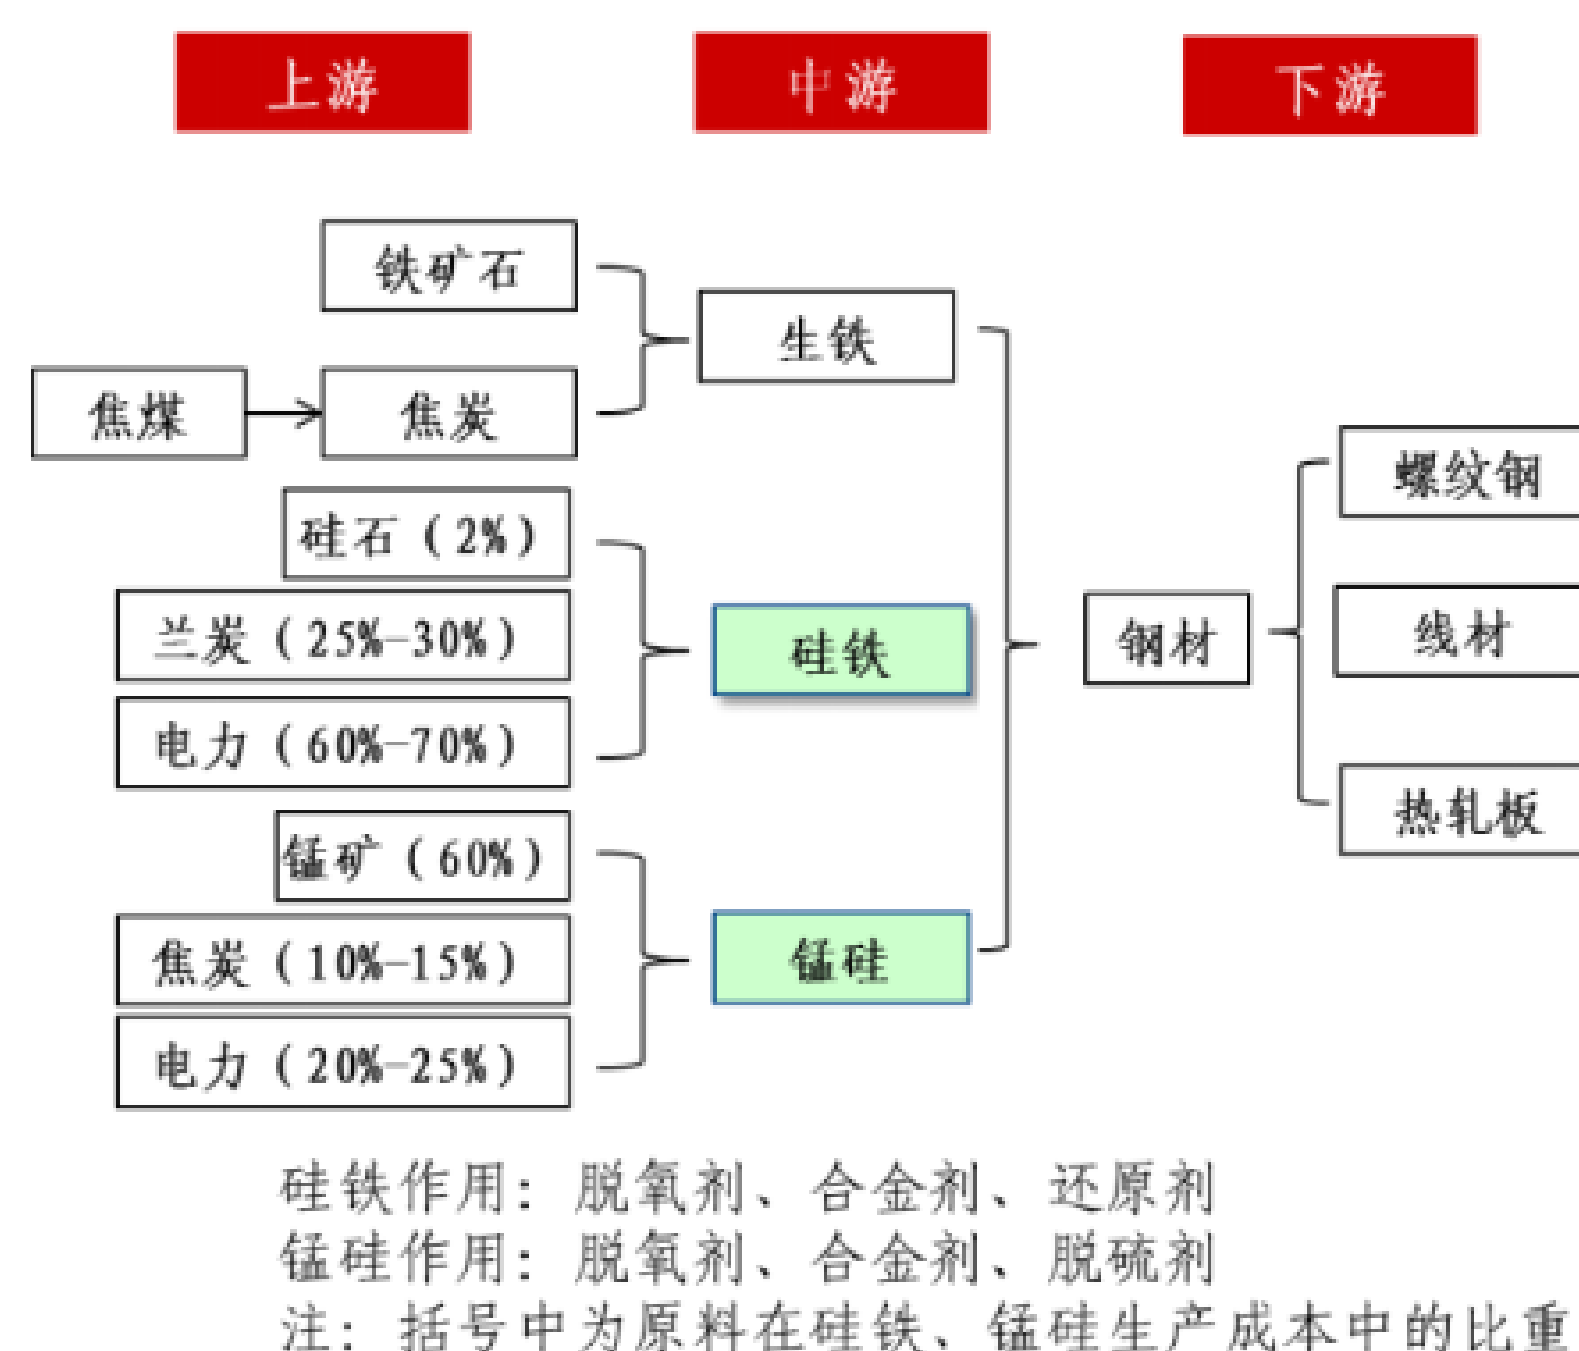 上游
中游
下游
铁矿石
生铁
焦煤
焦炭
螺纹钢
硅石（2%）
兰炭（25%-30%）
硅铁
钢材
线材
电力（60%-70%）
热轧板
锰矿（60%）
焦炭（10%-15%）
锰硅
电力（20%-25%）
硅铁作用：脱氧剂、合金剂、还原剂
锰硅作用：脱氧剂、合金剂、脱硫剂
注：括号中为原料在硅铁、锰硅生产成本中的比重